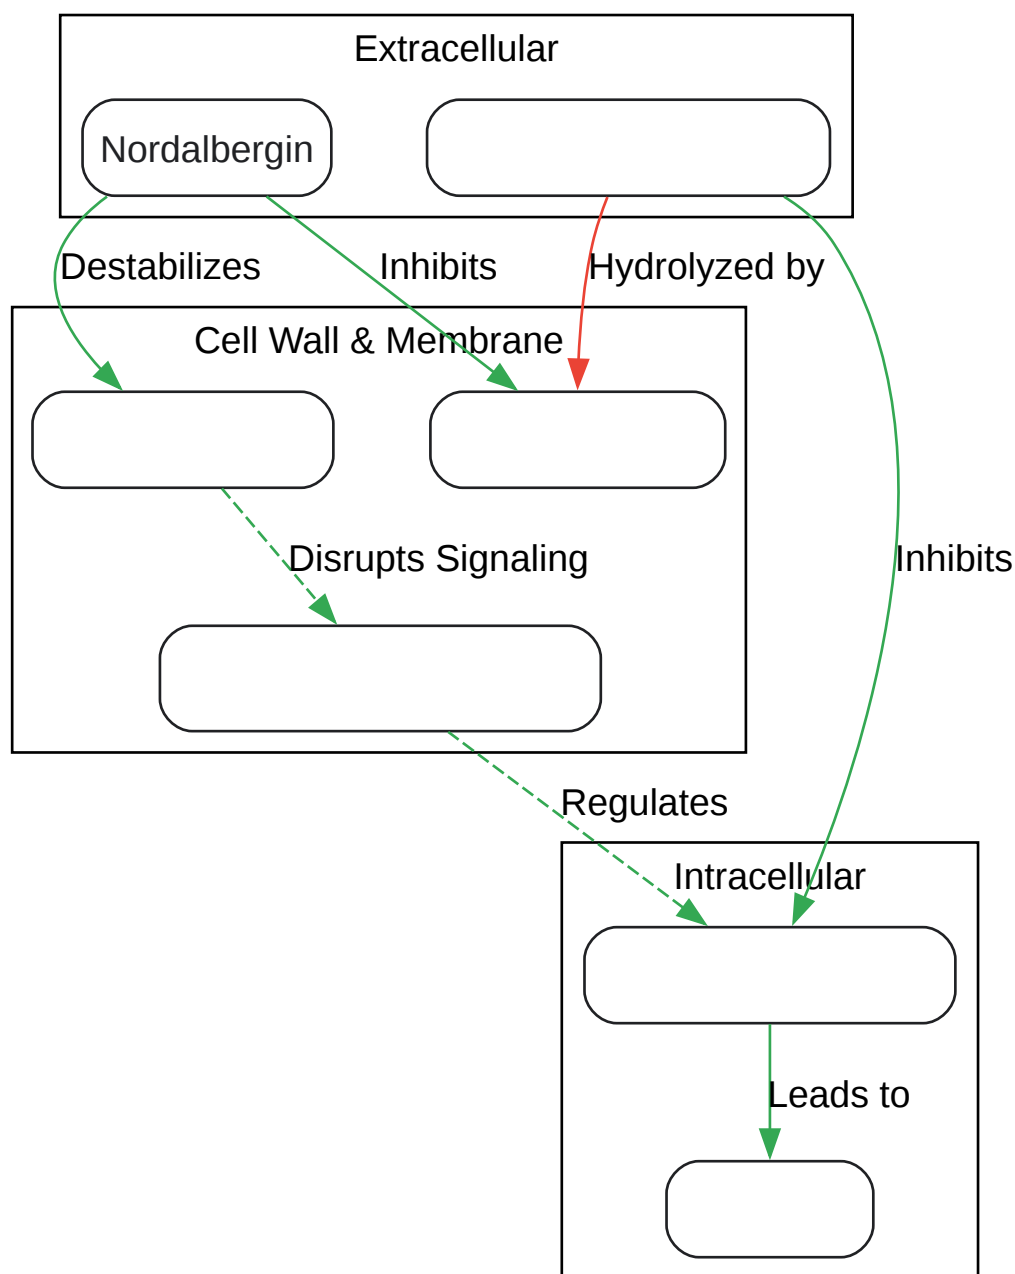 Extracellular
Nordalbergin
Destabilizes
Inhibits
Hydrolyzed by
Cell Wall & Membrane
Disrupts Signaling
Inhibits
Regulates
Intracellular
Leads to